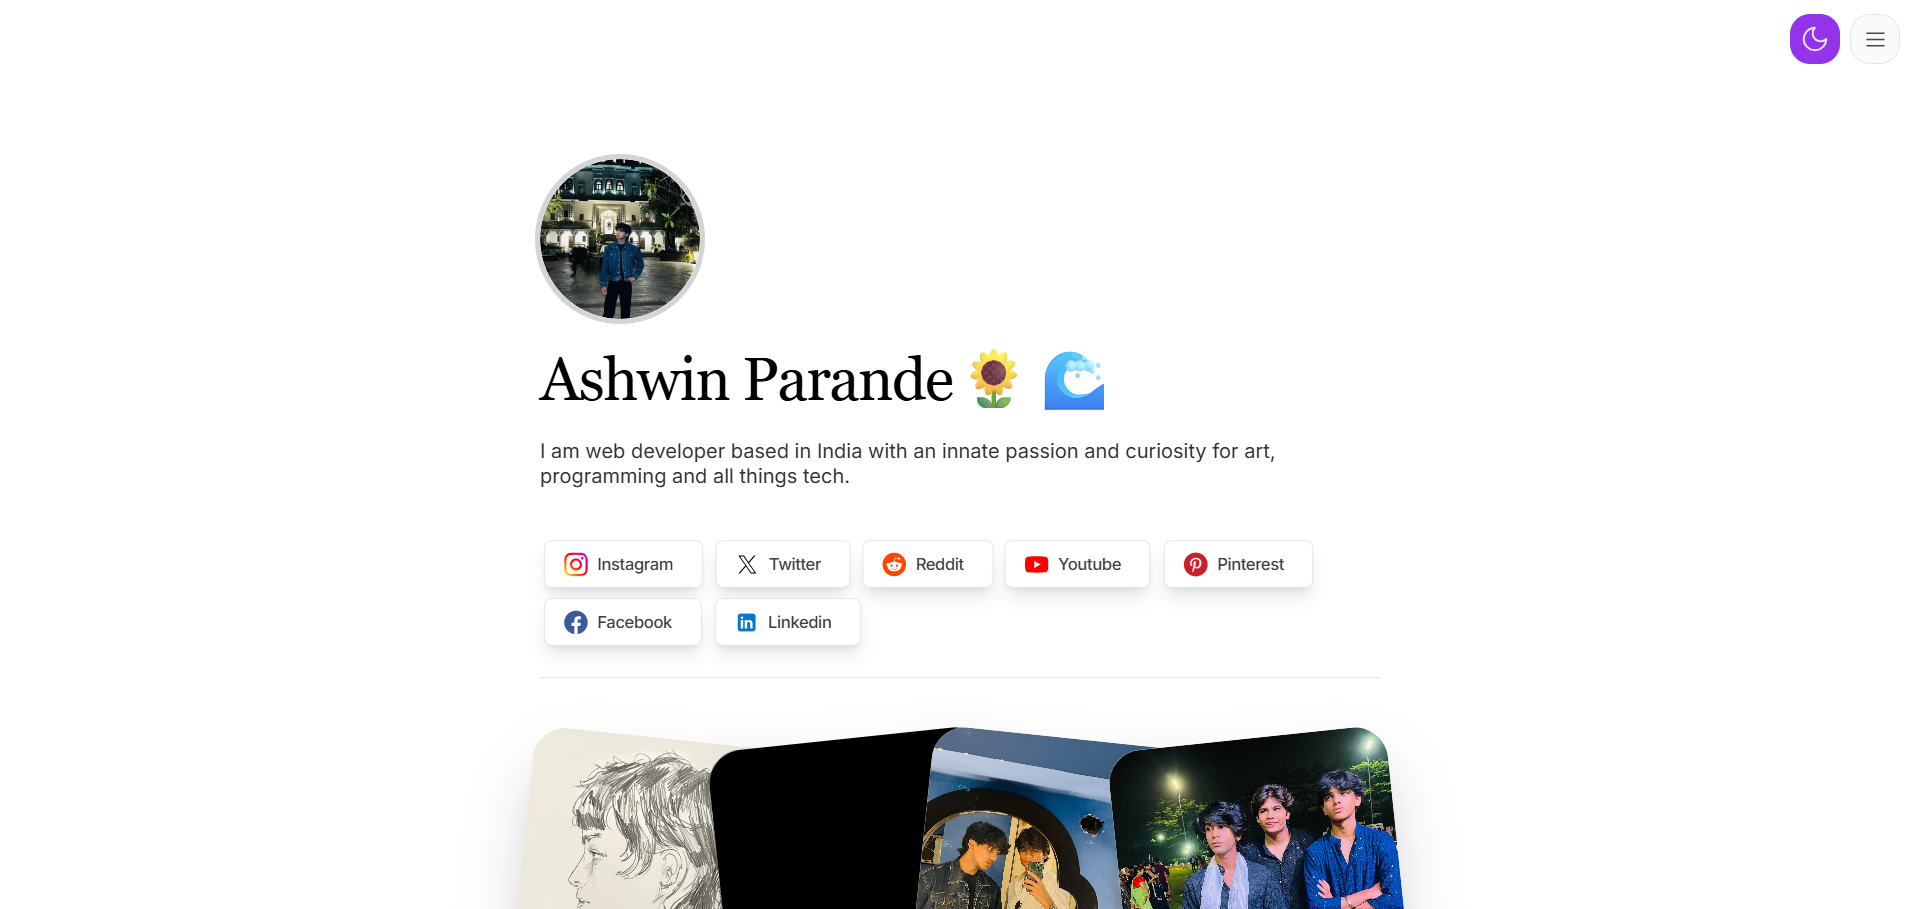 Ashwin Parande🌻 🌊
I am web developer based in India with an innate passion and curiosity for art,
programming and all things tech.
Instagram
Twitter
Reddit
Youtube
Pinterest
Facebook
Linkedin